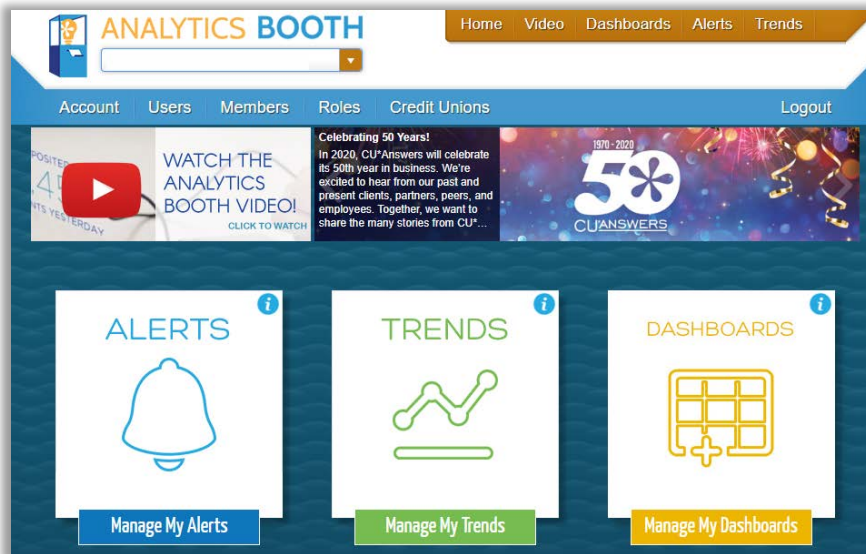 ANALYTICS BOOTH
Home Video Dashboards Alerts Trends
Account Users Members Roles Credit Unions Logout
POSITED
45
NTS YESTERDAY
WATCH THE
ANALYTICS
BOOTH VIDEO!
CLICK TO WATCH
Celebrating 50 Years!
In 2020, CU*Answers will celebrate
its 50th year in business. We're
excited to hear from our past and
present clients, partners, peers, and
employees. Together, we want to
share the many stories from CU*...
1970 - 2020
50
CU*ANSWERS
ALERTS
TRENDS
DASHBOARDS
Manage My Alerts
Manage My Trends
Manage My Dashboards